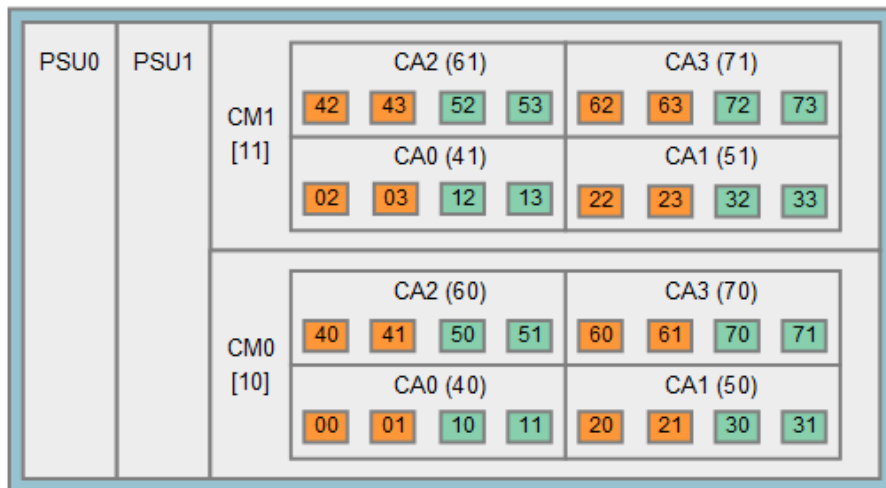 PSU0 PSU1
CM1
[11]
CA2 (61) CA3 (71)
42 43 52 53 62 63 72 73
CA0 (41) CA1 (51)
02 03 12 13 22 23 32 33
CM0
[10]
CA2 (60) CA3 (70)
40 41 50 51 60 61 70 71
CA0 (40) CA1 (50)
00 01 10 11 20 21 30 31